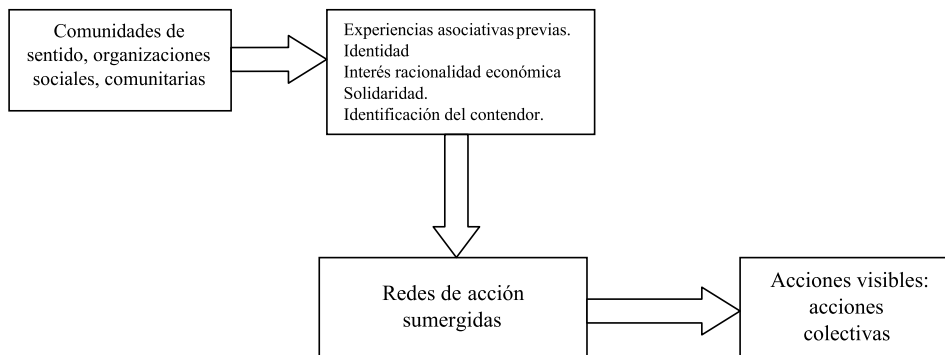 Comunidades de
sentido, organizaciones
sociales, comunitarias
Experiencias asociativas previas.
Identidad
Interés racionalidad económica
Solidaridad.
Identificación del contendor.
Redes de acción
sumergidas
Acciones visibles:
acciones
colectivas